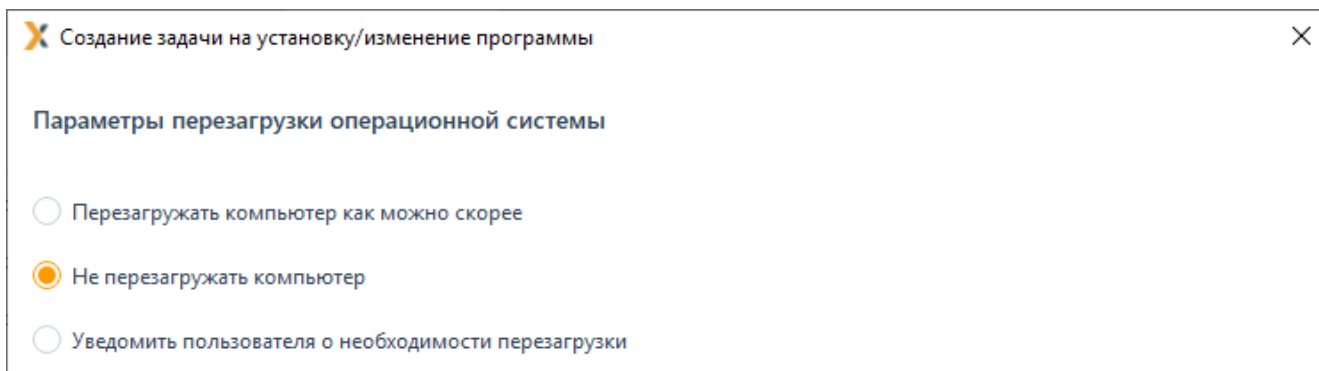 Создание задачи на установку/изменение программы
Параметры перезагрузки операционной системы
Перезагружать компьютер как можно скорее
Не перезагружать компьютер
Уведомить пользователя о необходимости перезагрузки